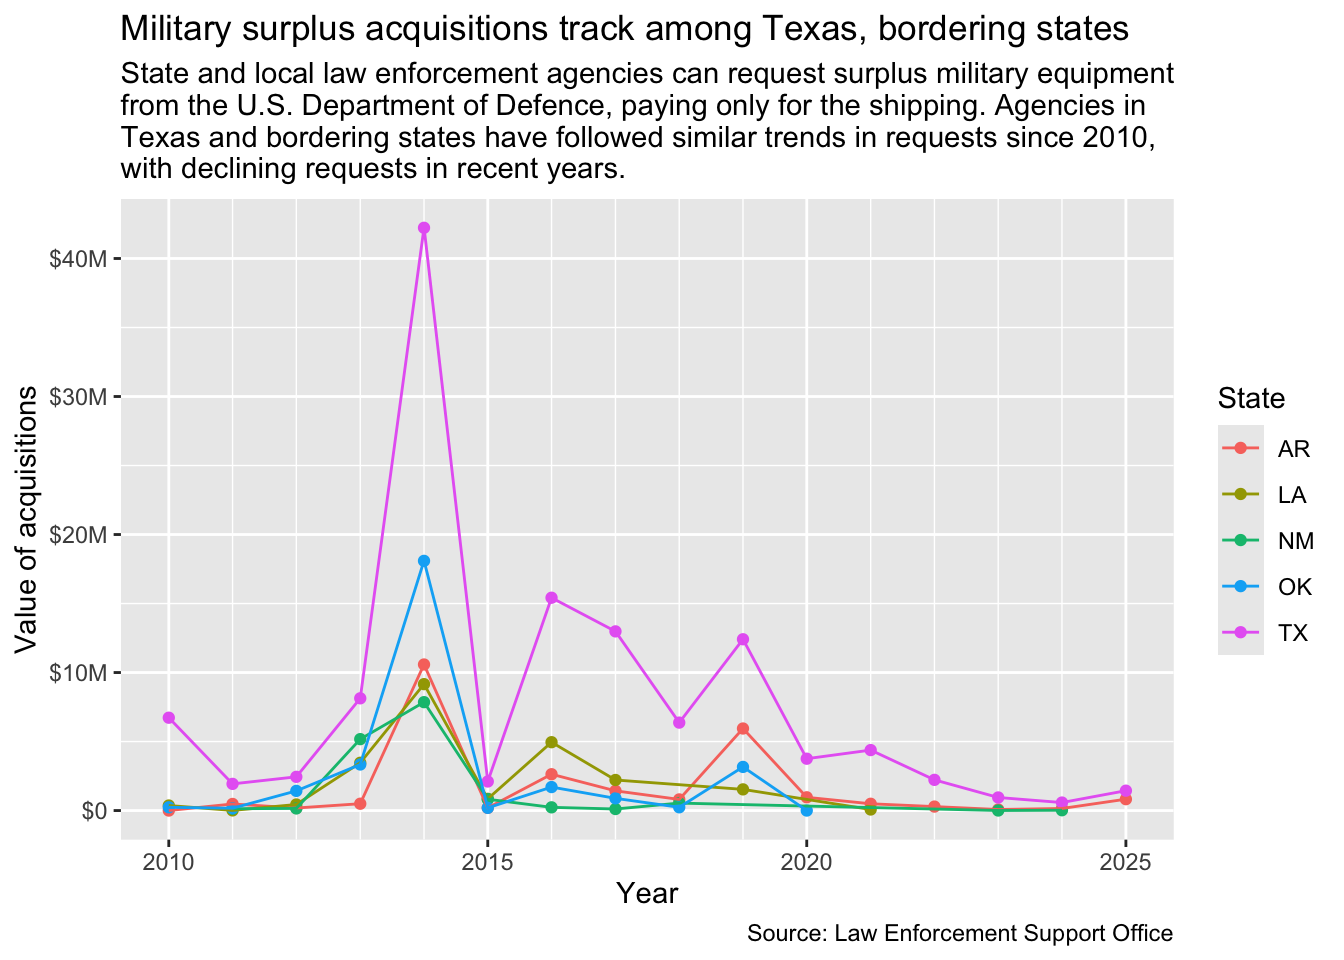 Military surplus acquisitions track among Texas, bordering states
State and local law enforcement agencies can request surplus military equipment
from the U.S. Department of Defence, paying only for the shipping. Agencies in
Texas and bordering states have followed similar trends in requests since 2010,
with declining requests in recent years.
$40M
$30M
$20M
$10M
$0
Value of acquisitions
2010 2015 2020 2025
Year
State
AR
LA
NM
OK
TX
Source: Law Enforcement Support Office